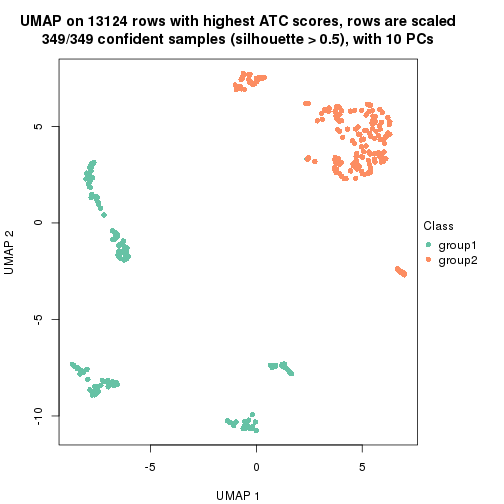 UMAP on 13124 rows with highest ATC scores, rows are scaled
349/349 confident samples (silhouette > 0.5), with 10 PCs
5
0
-5
-10
UMAP 2
-5
0
5
UMAP 1
Class
group1
group2